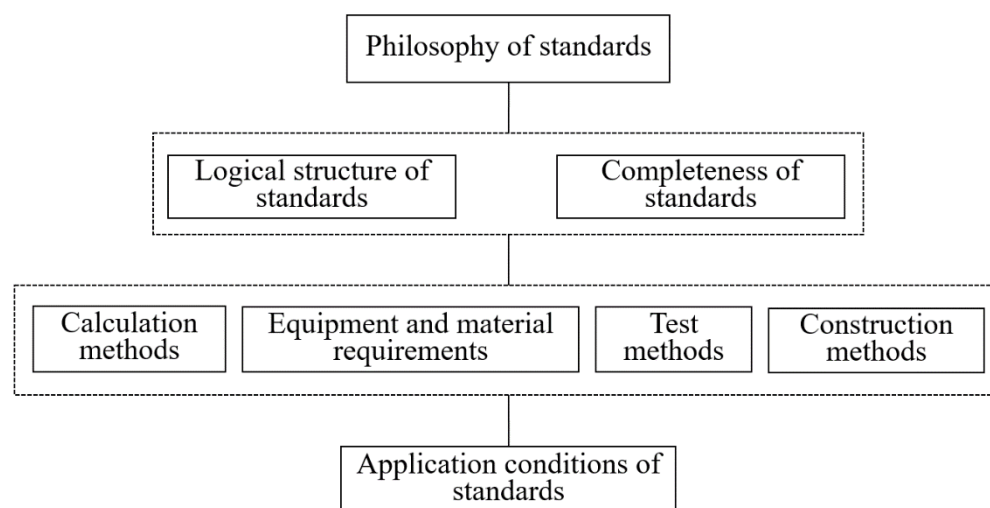 Philosophy of standards
Logical structure of
standards
Completeness of
standards
Calculation
methods
Equipment and material
requirements
Test
methods
Construction
methods
Application conditions of
standards